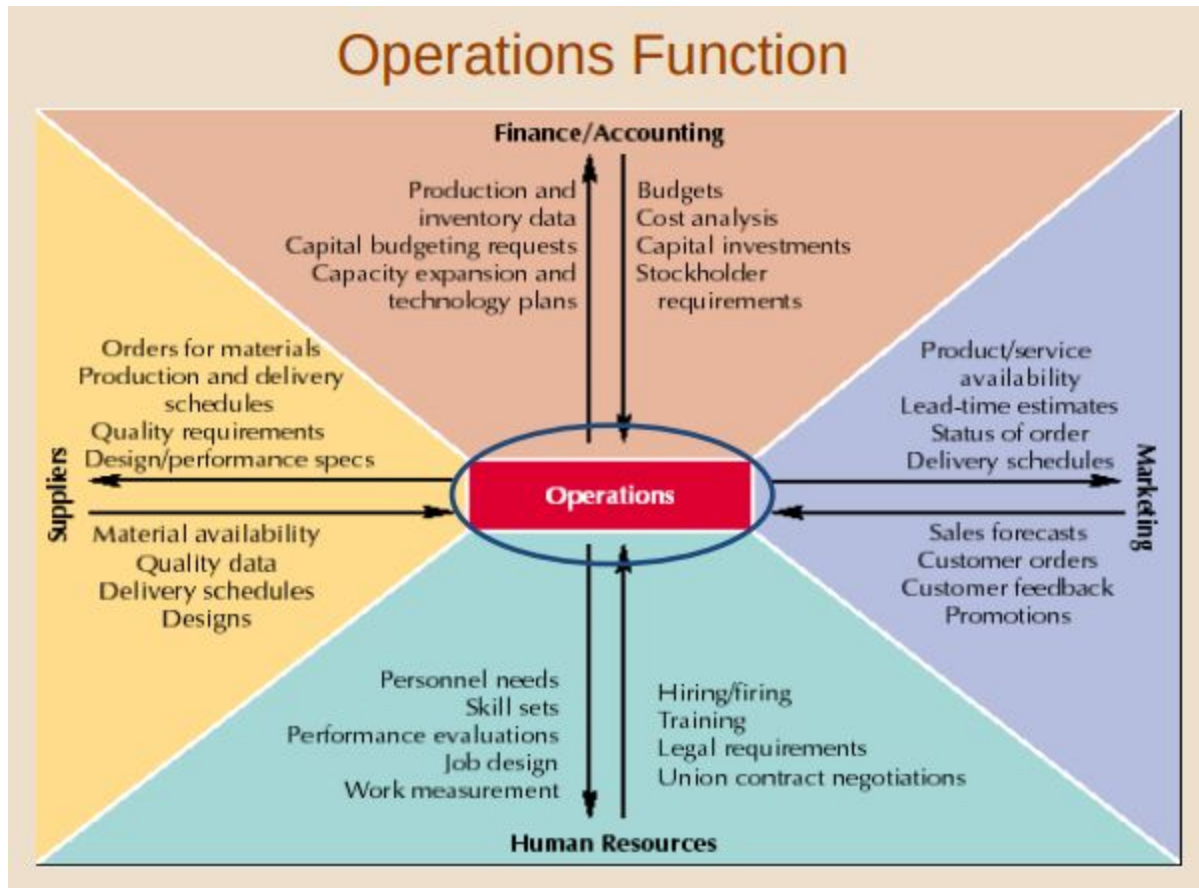 Operations Function
Finance/Accounting
Production and
inventory data
Capital budgeting requests
Capacity expansion and
technology plans
Budgets
Cost analysis
Capital investments
Stockholder
requirements
Suppliers
Orders for materials
Production and delivery
schedules
Quality requirements
Design/performance specs
Material availability
Quality data
Delivery schedules
Designs
Operations
Product/service
availability
Lead-time estimates
Status of order
Delivery schedules
Sales forecasts
Customer orders
Customer feedback
Promotions
Marketing
Personnel needs
Skill sets
Performance evaluations
Job design
Work measurement
Hiring/firing
Training
Legal requirements
Union contract negotiations
Human Resources